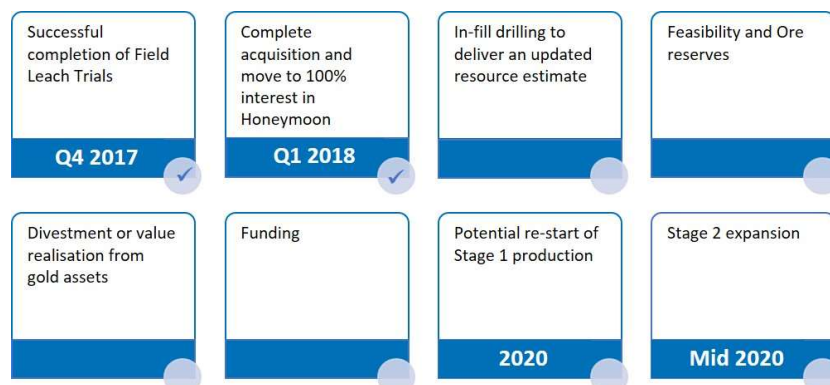 Successful
completion of Field
Leach Trials
Q4 2017
✓
Complete
acquisition and
move to 100%
interest in
Honeymoon
Q1 2018
✓
In-fill drilling to
deliver an updated
resource estimate
Feasibility and Ore
reserves
Divestment or value
realisation from
gold assets
Funding
Potential re-start of
Stage 1 production
2020
Stage 2 expansion
Mid 2020